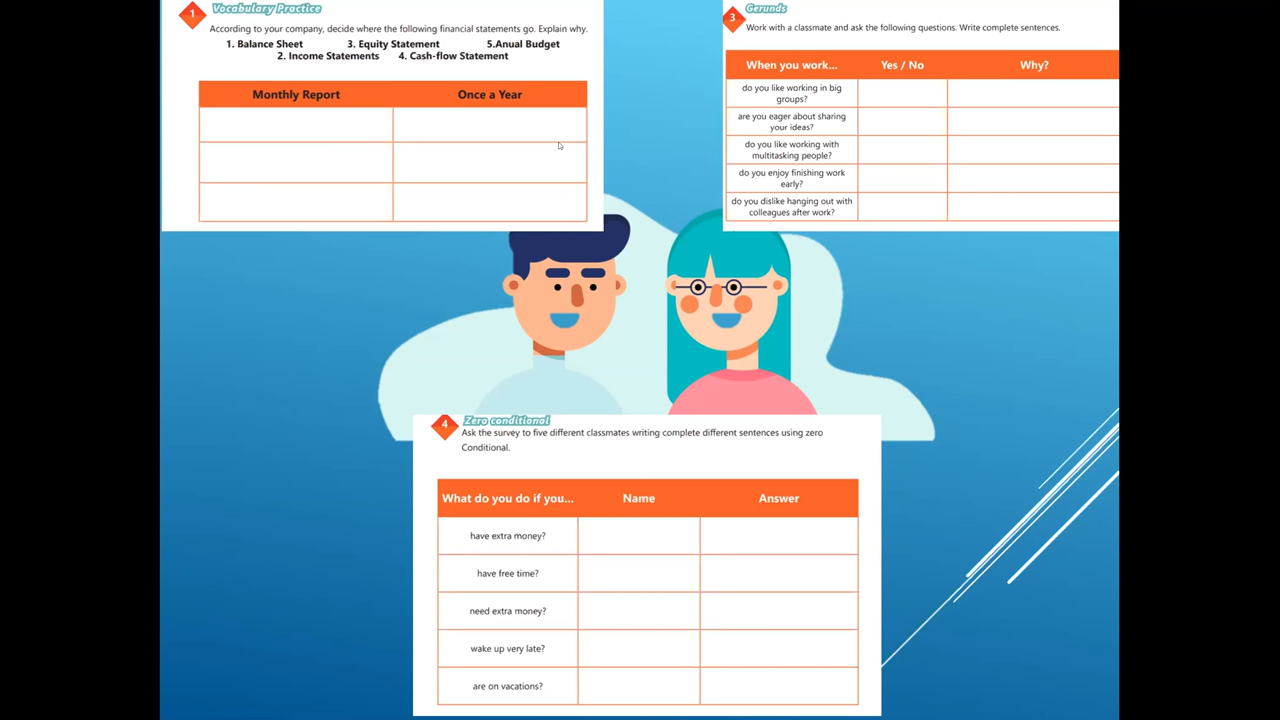 1
Vocabulary Practice
According to your company, decide where the following financial statements go. Explain why.
1. Balance Sheet 3. Equity Statement 5.Anual Budget
2. Income Statements 4. Cash-flow Statement
Monthly Report Once a Year
3
Gerunds
Work with a classmate and ask the following questions. Write complete sentences.
When you work... Yes / No Why?
do you like working in big
groups?
are you eager about sharing
your ideas?
do you like working with
multitasking people?
do you enjoy finishing work
early?
do you dislike hanging out with
colleagues after work?
4
Zero conditional
Ask the survey to five different classmates writing complete different sentences using zero
Conditional.
What do you do if you... Name Answer
have extra money?
have free time?
need extra money?
wake up very late?
are on vacations?